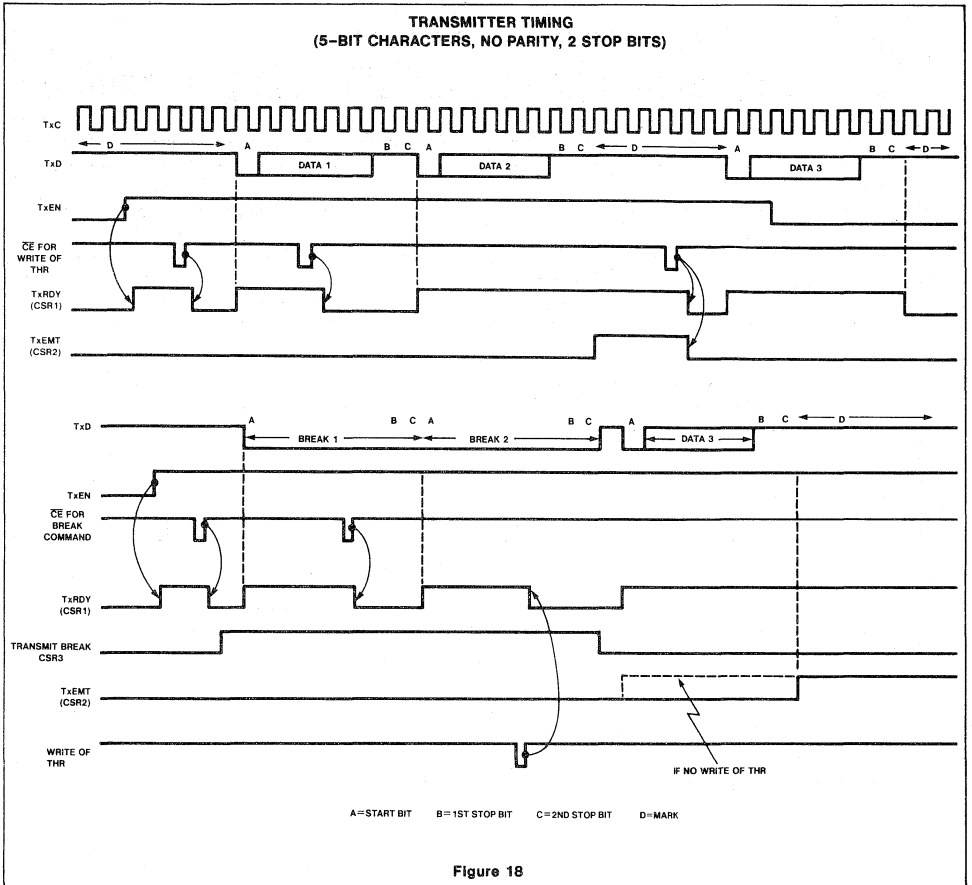 TRANSMITTER TIMING
(5–BIT CHARACTERS, NO PARITY, 2 STOP BITS)
TxC
D A B C A B C D A B C D
TxD DATA 1 DATA 2 DATA 3
TxEN
CE FOR
WRITE OF
THR
TxRDY
(CSR1)
TxEMT
(CSR2)
A B C A B C A B C D
TxD BREAK 1 BREAK 2 DATA 3
TxEN
CE FOR
BREAK
COMMAND
TxRDY
(CSR1)
TRANSMIT BREAK
CSR3
TxEMT
(CSR2)
WRITE OF
THR
IF NO WRITE OF THR
A=START BIT B=1ST STOP BIT C=2ND STOP BIT D=MARK
Figure 18